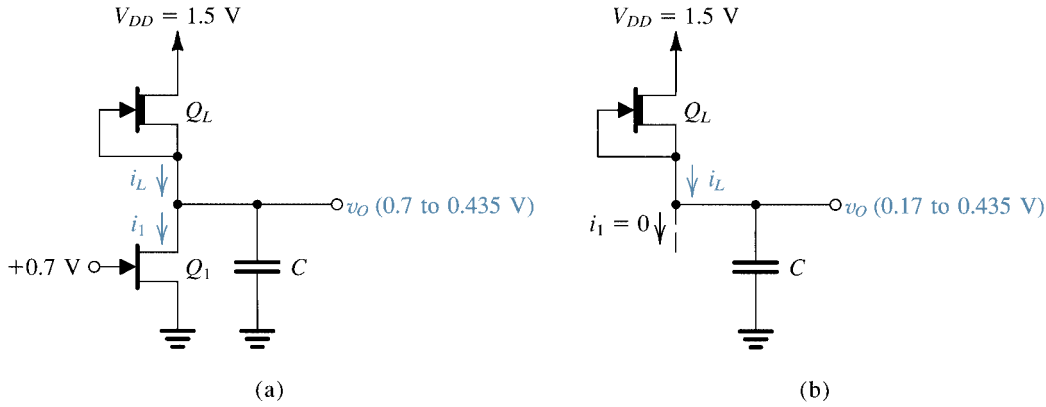 V_DD = 1.5 V
Q_L
i_L
v_O (0.7 to 0.435 V)
i_1
+0.7 V
Q_1
C
(a)
V_DD = 1.5 V
Q_L
i_L
v_O (0.17 to 0.435 V)
i_1 = 0
C
(b)